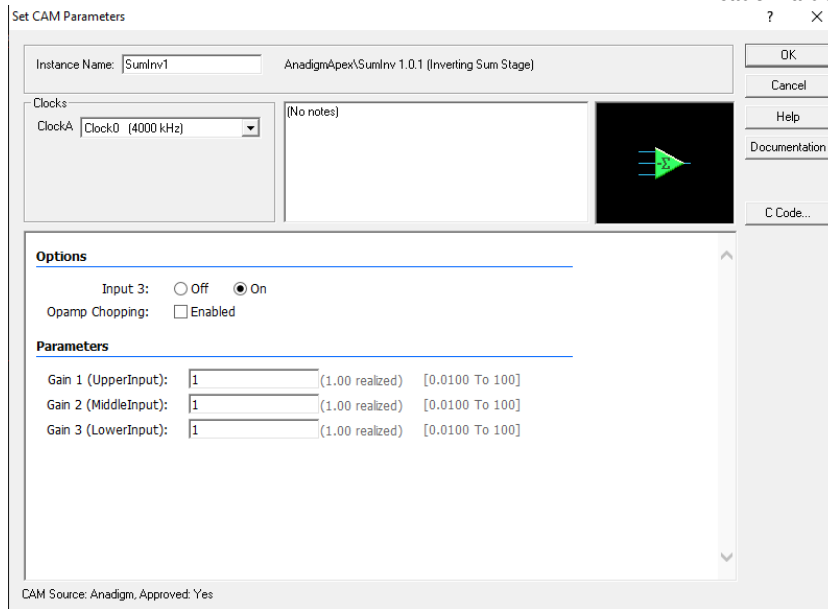 Set CAM Parameters
? X
Instance Name: SumInv1 AnadigmApex\SumInv 1.0.1 (Inverting Sum Stage)
OK
Cancel
Help
Documentation
C Code...
Clocks
ClockA Clock0 (4000 kHz)
(No notes)
-Σ
Options
Input 3: Off On
Opamp Chopping: Enabled
Parameters
Gain 1 (UpperInput): 1 (1.00 realized) [0.0100 To 100]
Gain 2 (MiddleInput): 1 (1.00 realized) [0.0100 To 100]
Gain 3 (LowerInput): 1 (1.00 realized) [0.0100 To 100]
CAM Source: Anadigm, Approved: Yes